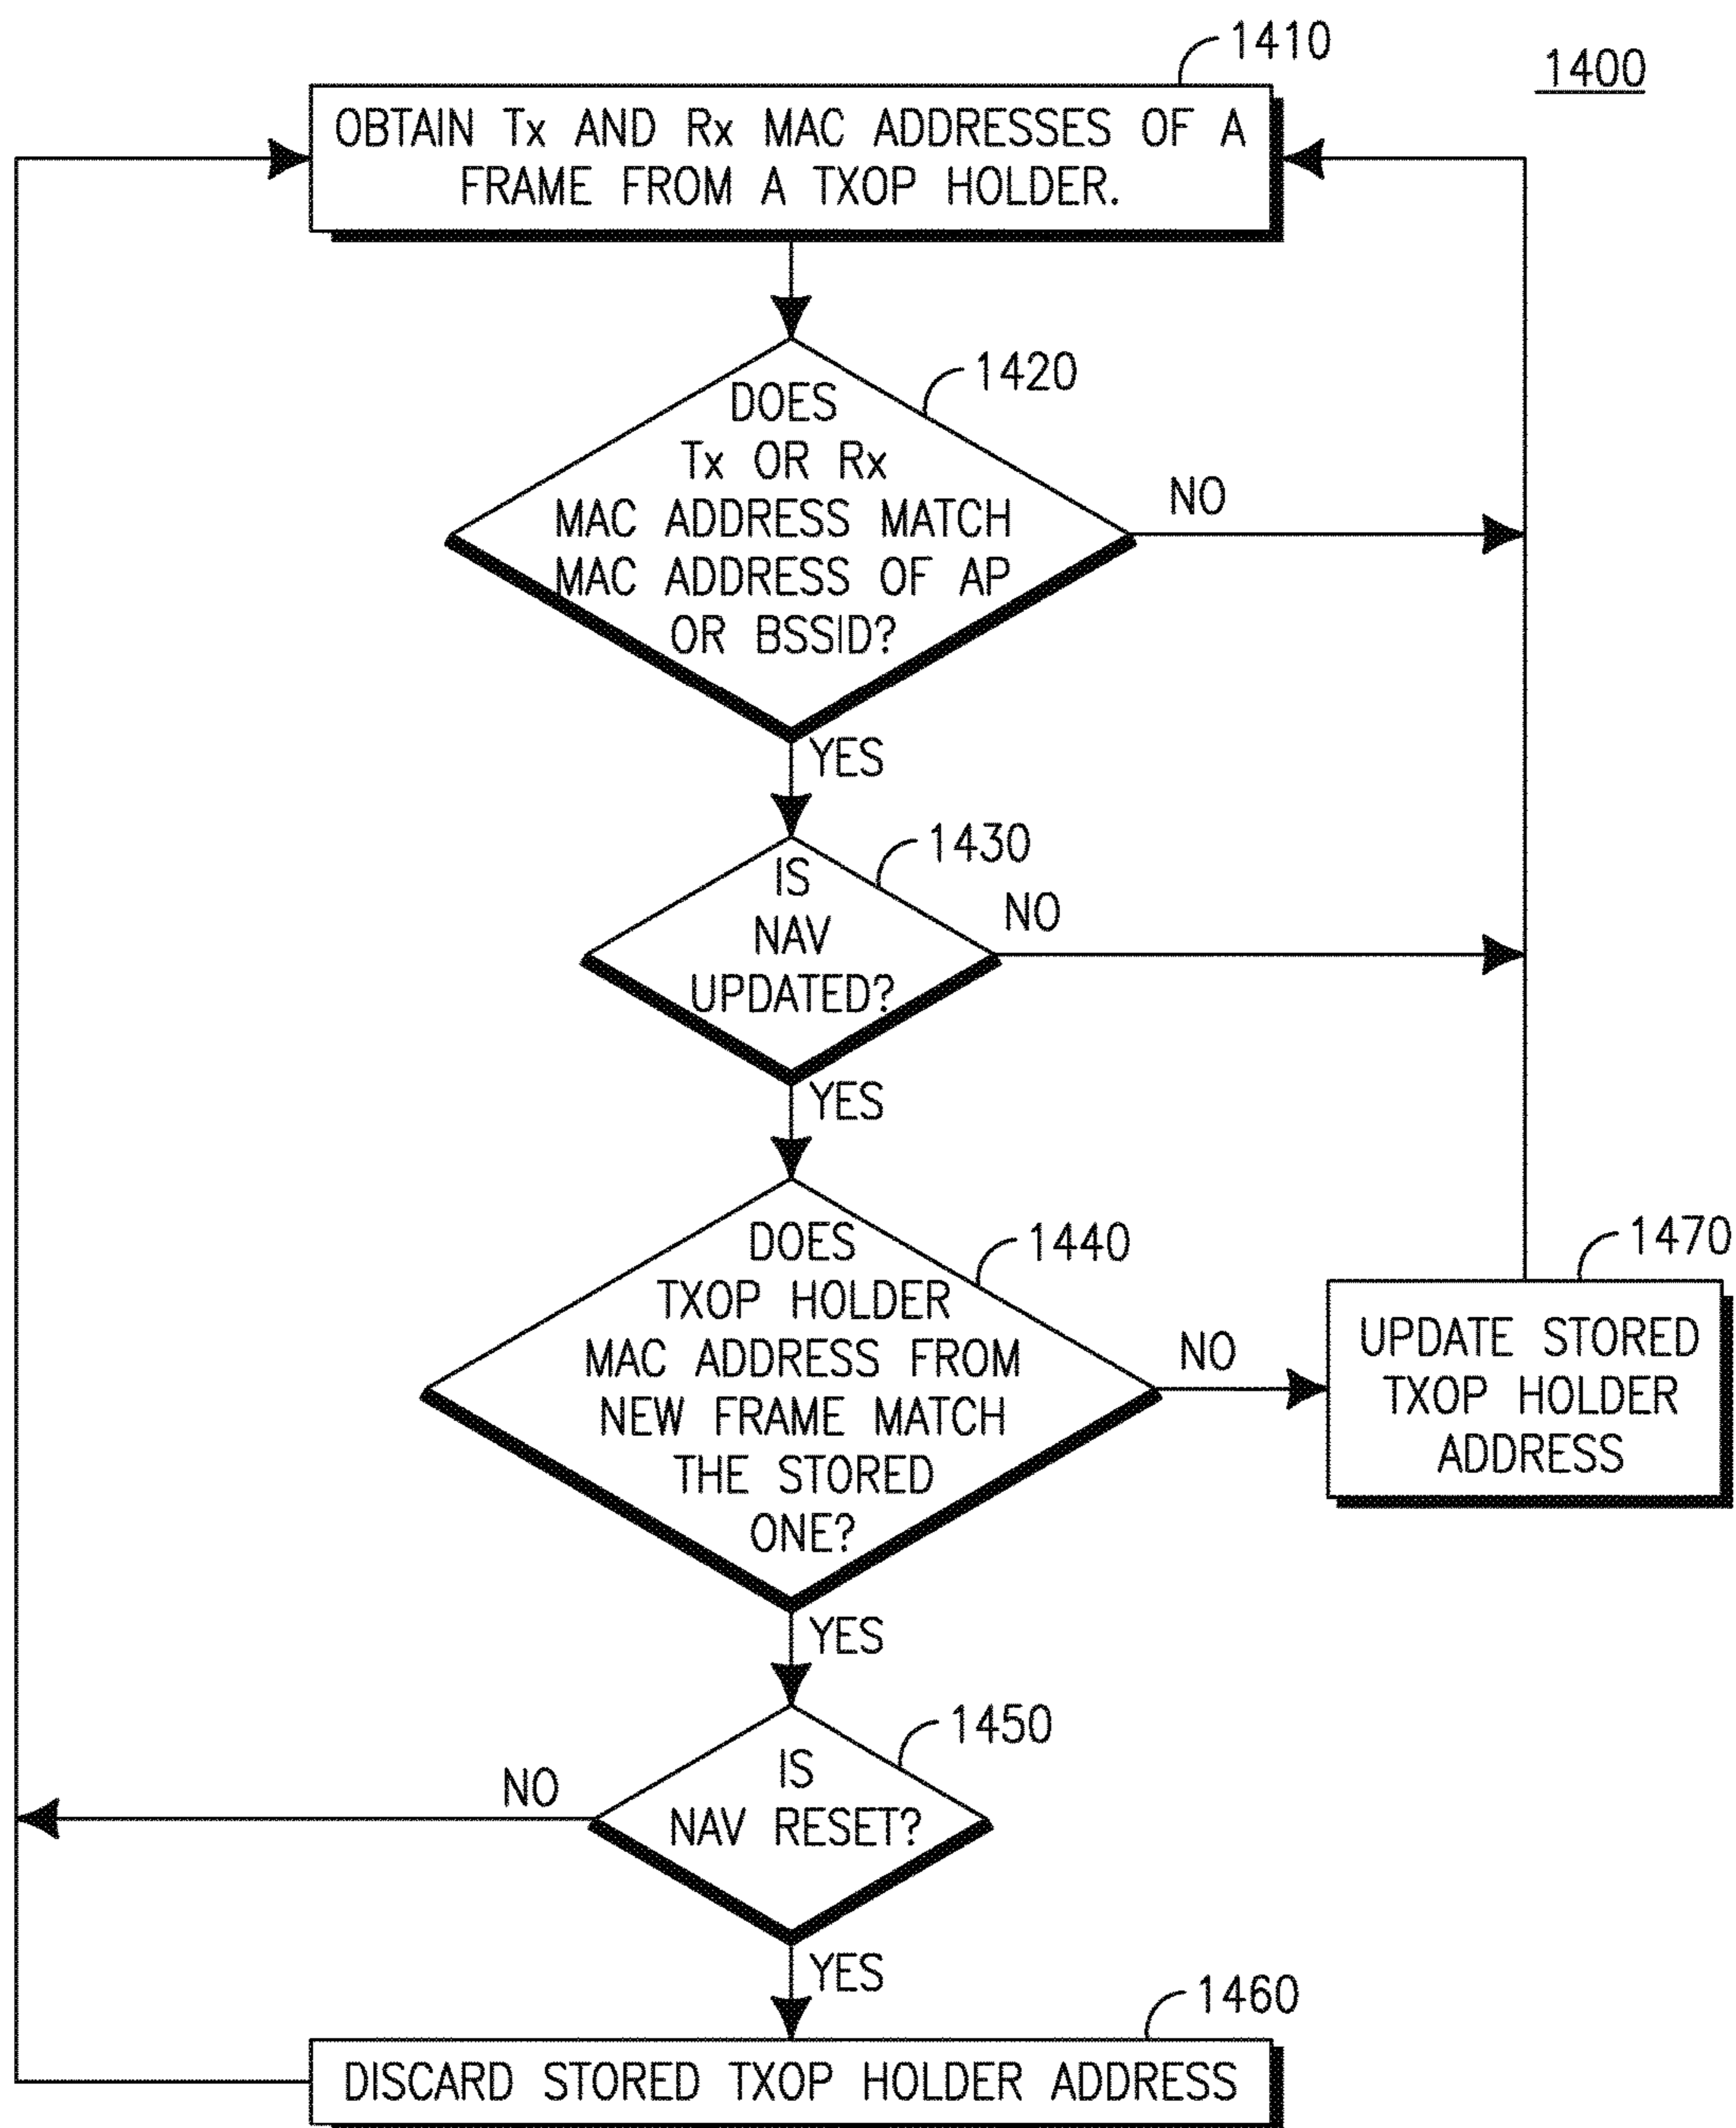 1410
1400
OBTAIN Tx AND Rx MAC ADDRESSES OF A
FRAME FROM A TXOP HOLDER.
1420
DOES
Tx OR Rx
MAC ADDRESS MATCH
MAC ADDRESS OF AP
OR BSSID?
NO
YES
1430
IS
NAV
UPDATED?
NO
YES
1440
DOES
TXOP HOLDER
MAC ADDRESS FROM
NEW FRAME MATCH
THE STORED
ONE?
NO
1470
UPDATE STORED
TXOP HOLDER
ADDRESS
YES
1450
IS
NAV RESET?
NO
YES
1460
DISCARD STORED TXOP HOLDER ADDRESS